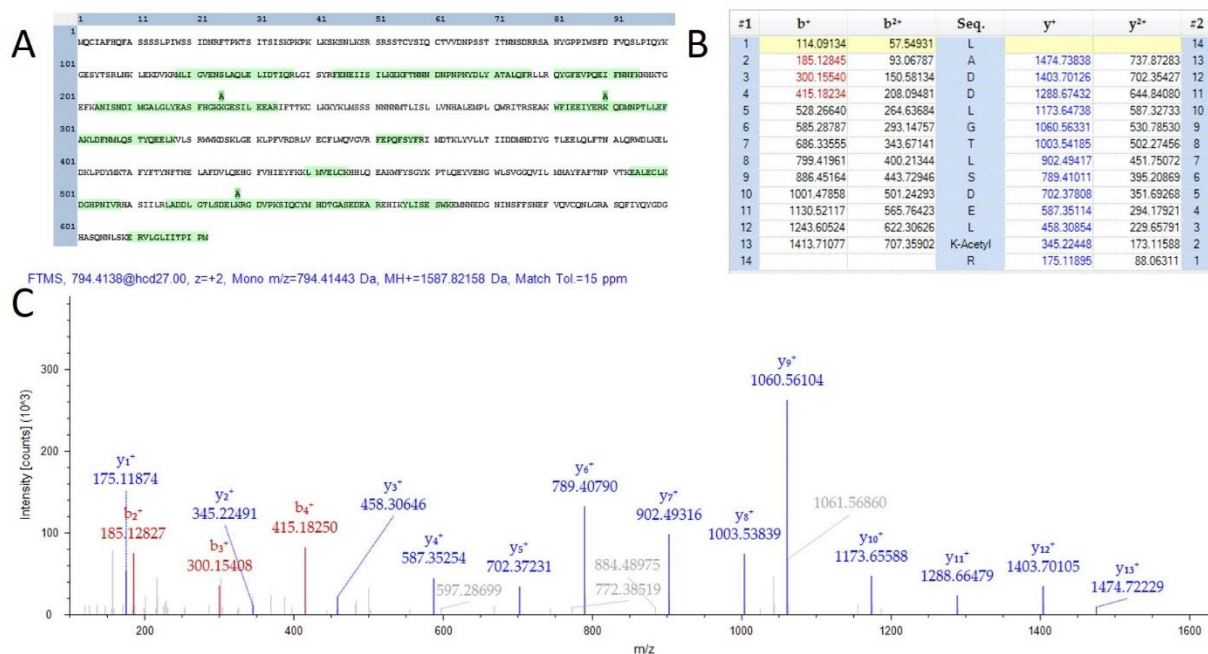 A
1 11 21 31 41 51 61 71 81 91
1
MQCIAFHQFA SSSSLPIWSS IDNRFTPKTS ITSISKPKPK LKSKSNLKSR SRSSTCYSIQ CTVVDNPSST ITNNSDRRSA NYGPPIWSFD FVQSLPIQYK
101
GESYTSRLNK LEKDVKRMLI GVENSLAQLE LIDTIQRLGI SYRFENEIIS ILKEKFTNNN DNPNPNYDLY ATALQFRLLR QYGFEVPQEI FNNFKNHKTG
201 A A
EFKANISNDI MGALGLYEAS FHGKKGESIL EEARIFTTKC LKKYKLMSSS NNNNMTLISL LVNHALEMPL QWRITRSEAK WFIEEIYERK QDMNPTLLEF
301
AKLDFNMLQS TYQEELKVLS RWWKDSKLGE KLPFVRDRLV ECFLWQVGVR FEPQFSYFRI MDTKLYVLLT IIDDMHDIYG TLEELQLFTN ALQRWDLKEL
401
DKLPDYMKTA FYFTYNFTNE LAFDVLQEHG FVHIEYFKKL MVELCKHHLQ EAKWFYSGYK PTLQEYVENG WLSVGGQVIL MHAYFAFTNP VTKEALECLK
501 A
DGHPNIVRHA SIILRLADDL GTLSDELKRG DVPKSIQCYM HDTGASEDEA REHIKYLISE SWKEMNNEDG NINSFFSNEF VQVCQNLGRA SQFIYQYGDG
601
HASQNNLSKE RVLGLIITPI PM
B
#1 b⁺ b²⁺ Seq. y⁺ y²⁺ #2
1 114.09134 57.54931 L 14
2 185.12845 93.06787 A 1474.73838 737.87283 13
3 300.15540 150.58134 D 1403.70126 702.35427 12
4 415.18234 208.09481 D 1288.67432 644.84080 11
5 528.26640 264.63684 L 1173.64738 587.32733 10
6 585.28787 293.14757 G 1060.56331 530.78530 9
7 686.33555 343.67141 T 1003.54185 502.27456 8
8 799.41961 400.21344 L 902.49417 451.75072 7
9 886.45164 443.72946 S 789.41011 395.20869 6
10 1001.47858 501.24293 D 702.37808 351.69268 5
11 1130.52117 565.76423 E 587.35114 294.17921 4
12 1243.60524 622.30626 L 458.30854 229.65791 3
13 1413.71077 707.35902 K-Acetyl 345.22448 173.11588 2
14 R 175.11895 88.06311 1
FTMS, 794.4138@hcd27.00, z=+2, Mono m/z=794.41443 Da, MH+=1587.82158 Da, Match Tol.=15 ppm
C
Intensity [counts] (10^3)
300
200
100
0
y₁⁺
175.11874
b₂⁺
185.12827
y₂⁺
345.22491
b₃⁺
300.15408
b₄⁺
415.18250
y₃⁺
458.30646
y₄⁺
587.35254
597.28699
y₅⁺
702.37231
y₆⁺
789.40790
884.48975
772.38519
y₇⁺
902.49316
y₈⁺
1003.53839
y₉⁺
1060.56104
1061.56860
y₁₀⁺
1173.65588
y₁₁⁺
1288.66479
y₁₂⁺
1403.70105
y₁₃⁺
1474.72229
200 400 600 800 1000 1200 1400 1600
m/z